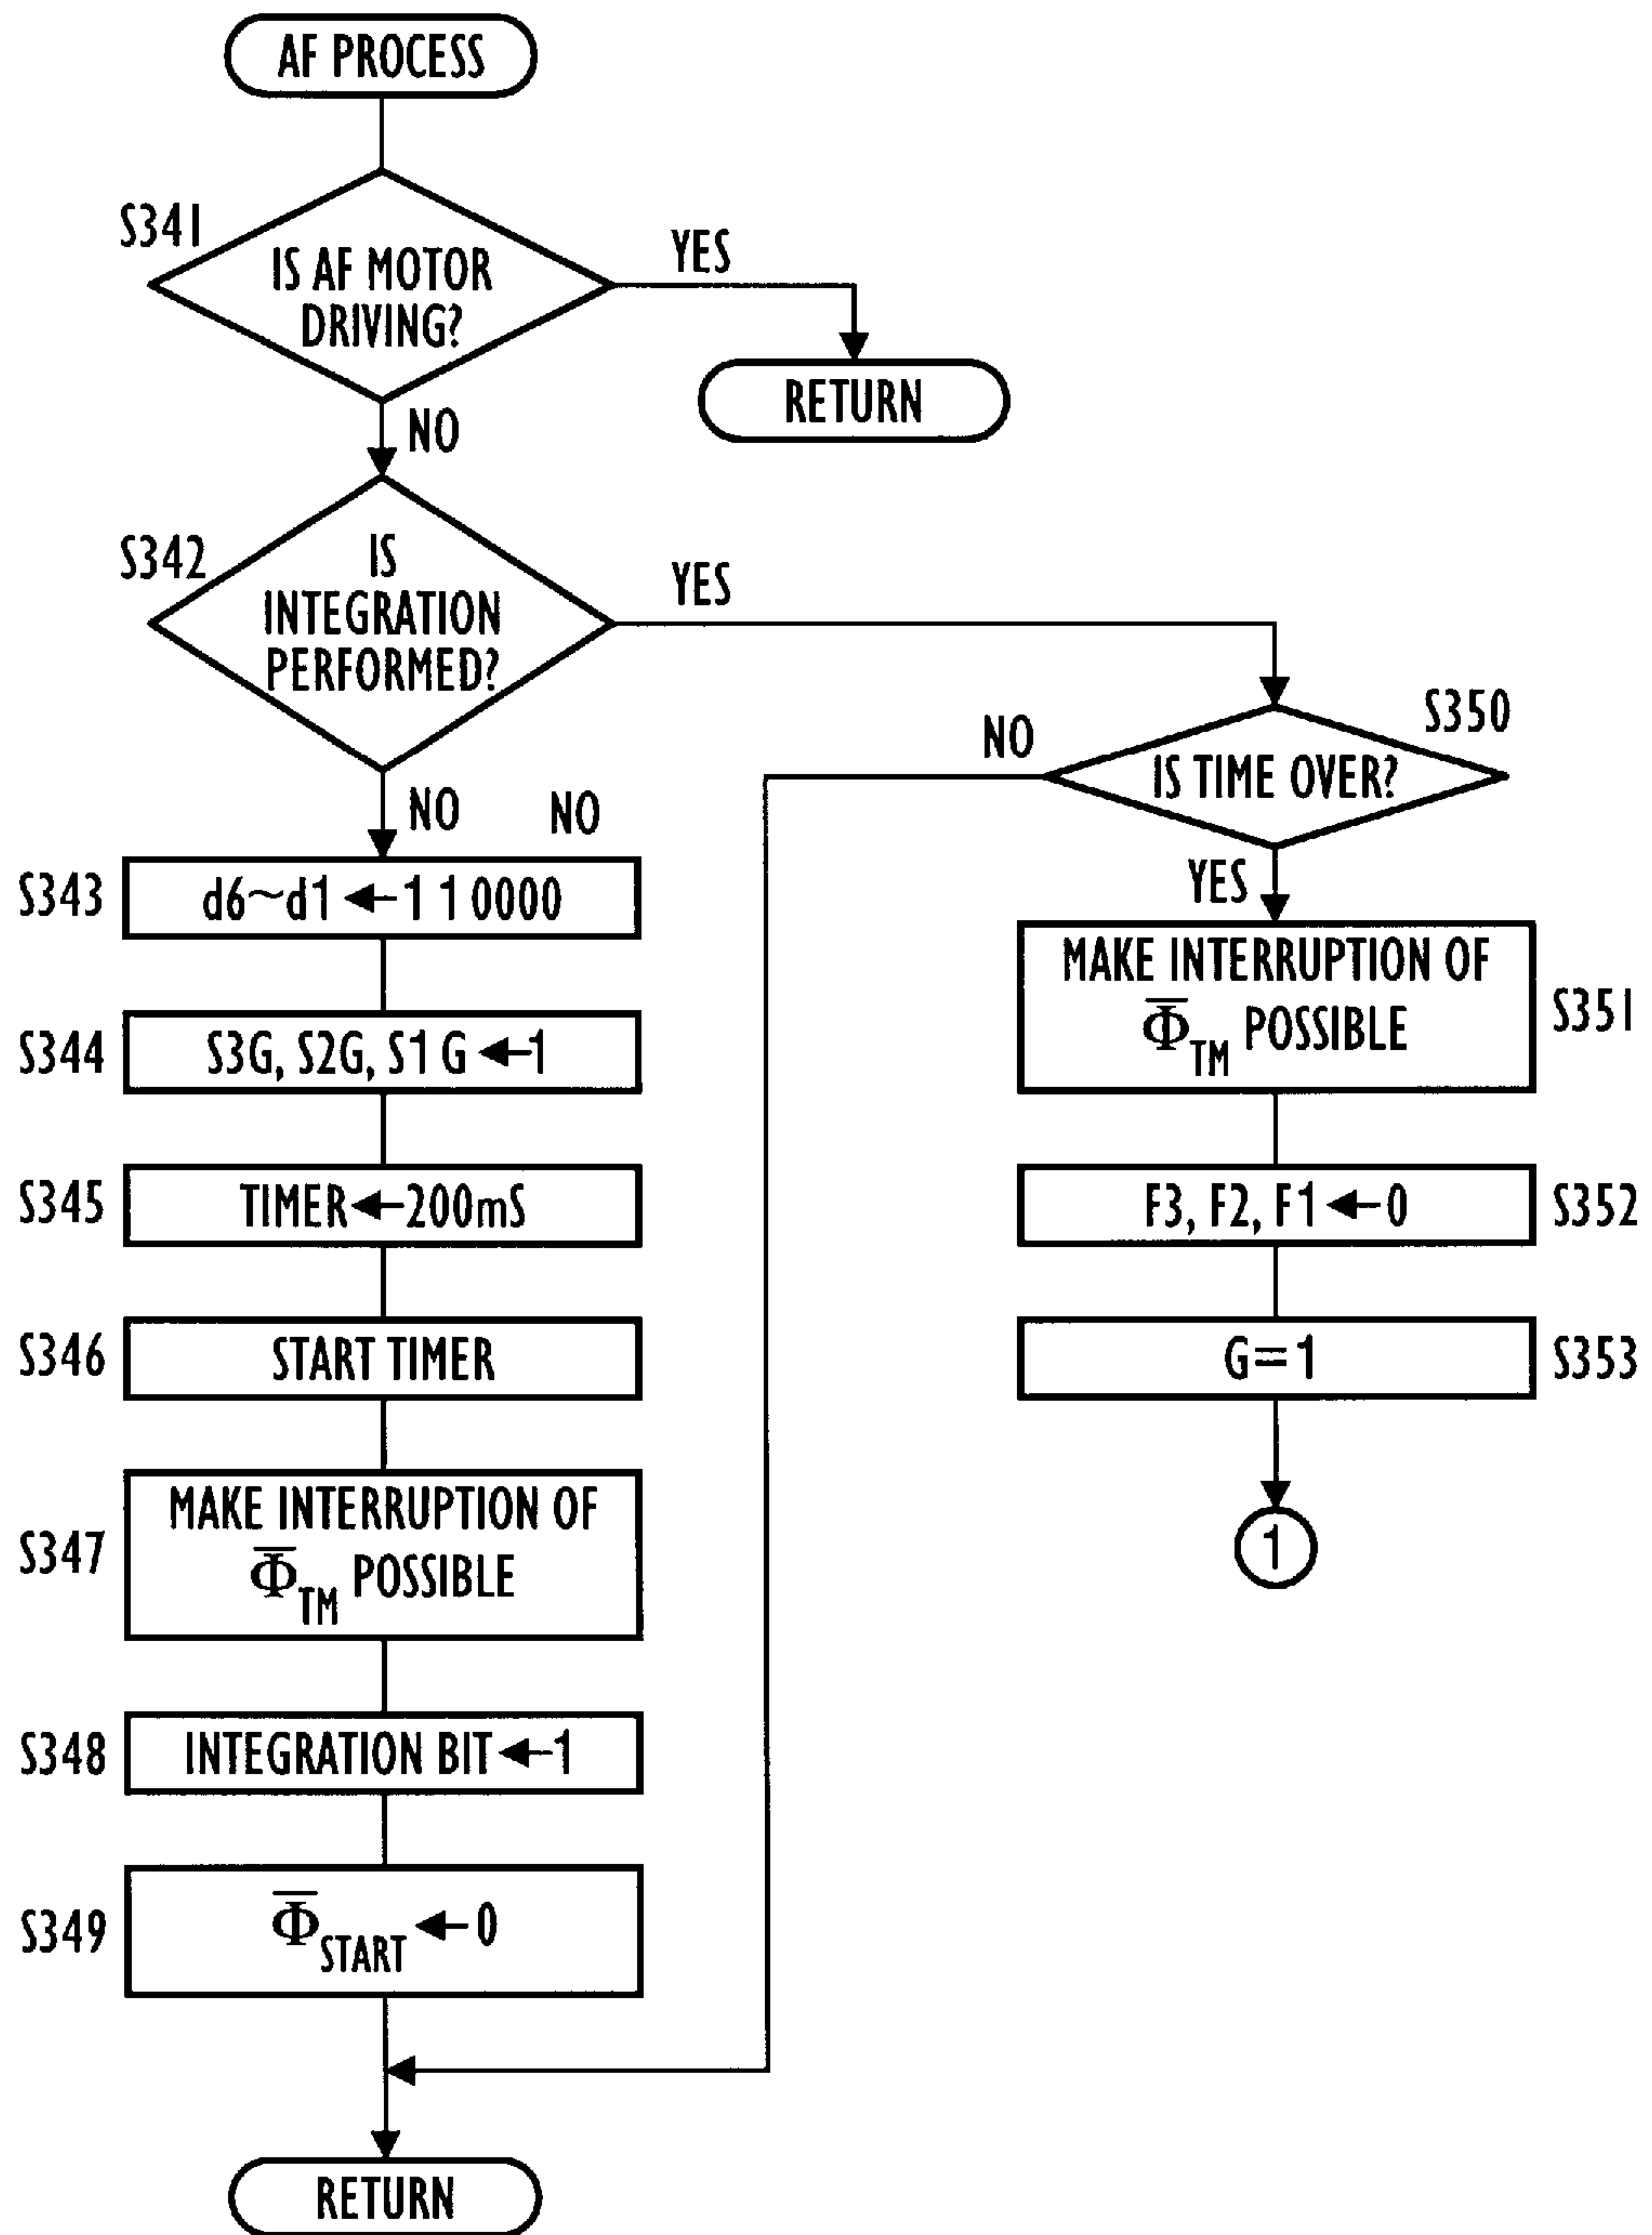 AF PROCESS
S341
IS AF MOTOR
DRIVING?
YES
RETURN
NO
S342
IS
INTEGRATION
PERFORMED?
YES
NO
S350
IS TIME OVER?
NO
NO
YES
S343
d6~d1←110000
MAKE INTERRUPTION OF
Φ̅TM POSSIBLE
S351
S344
S3G, S2G, S1G←1
S345
TIMER←200mS
F3, F2, F1←0
S352
S346
START TIMER
G=1
S353
S347
MAKE INTERRUPTION OF
Φ̅TM POSSIBLE
1
S348
INTEGRATION BIT←1
S349
Φ̅START←0
RETURN